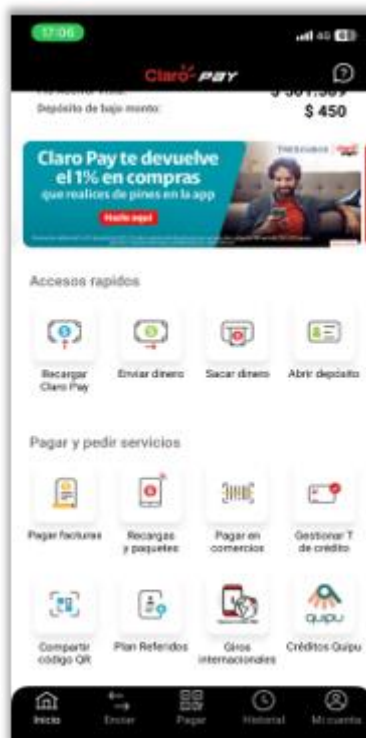 17:06
4G
Claro-pay
Depósito de bajo monto:
$ 450
Claro Pay te devuelve
el 1% en compras
que realices de pines en la app
Hazlo aquí
Accesos rapidos
Recargar
Claro Pay
Enviar dinero
Sacar dinero
Abrir depósito
Pagar y pedir servicios
Pagar facturas
Recargas
y paquetes
Pagar en
comercios
Gestionar T
de crédito
quipu
Compartir
código QR
Plan Referidos
Giros
internacionales
Créditos Quipu
Inicio
Enviar
Pagar
Historial
Mi cuenta